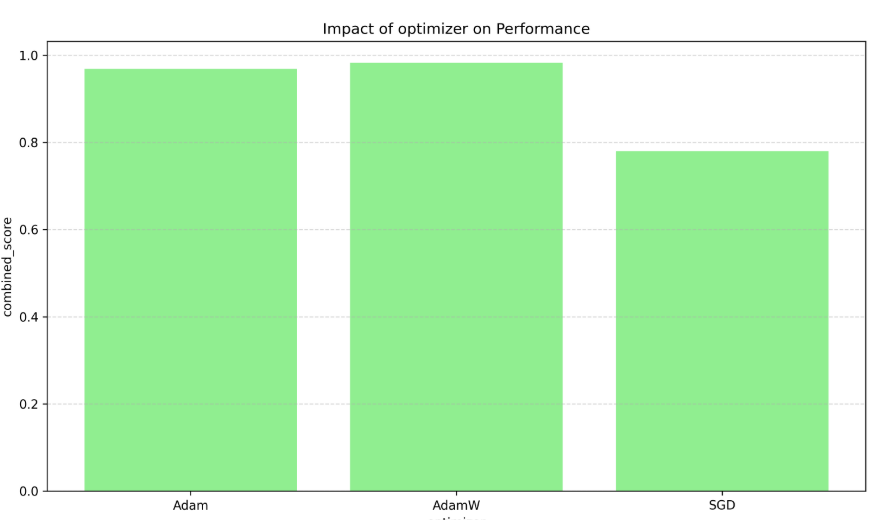 Impact of optimizer on Performance
1.0
0.8
0.6
0.4
0.2
0.0
combined_score
Adam AdamW SGD